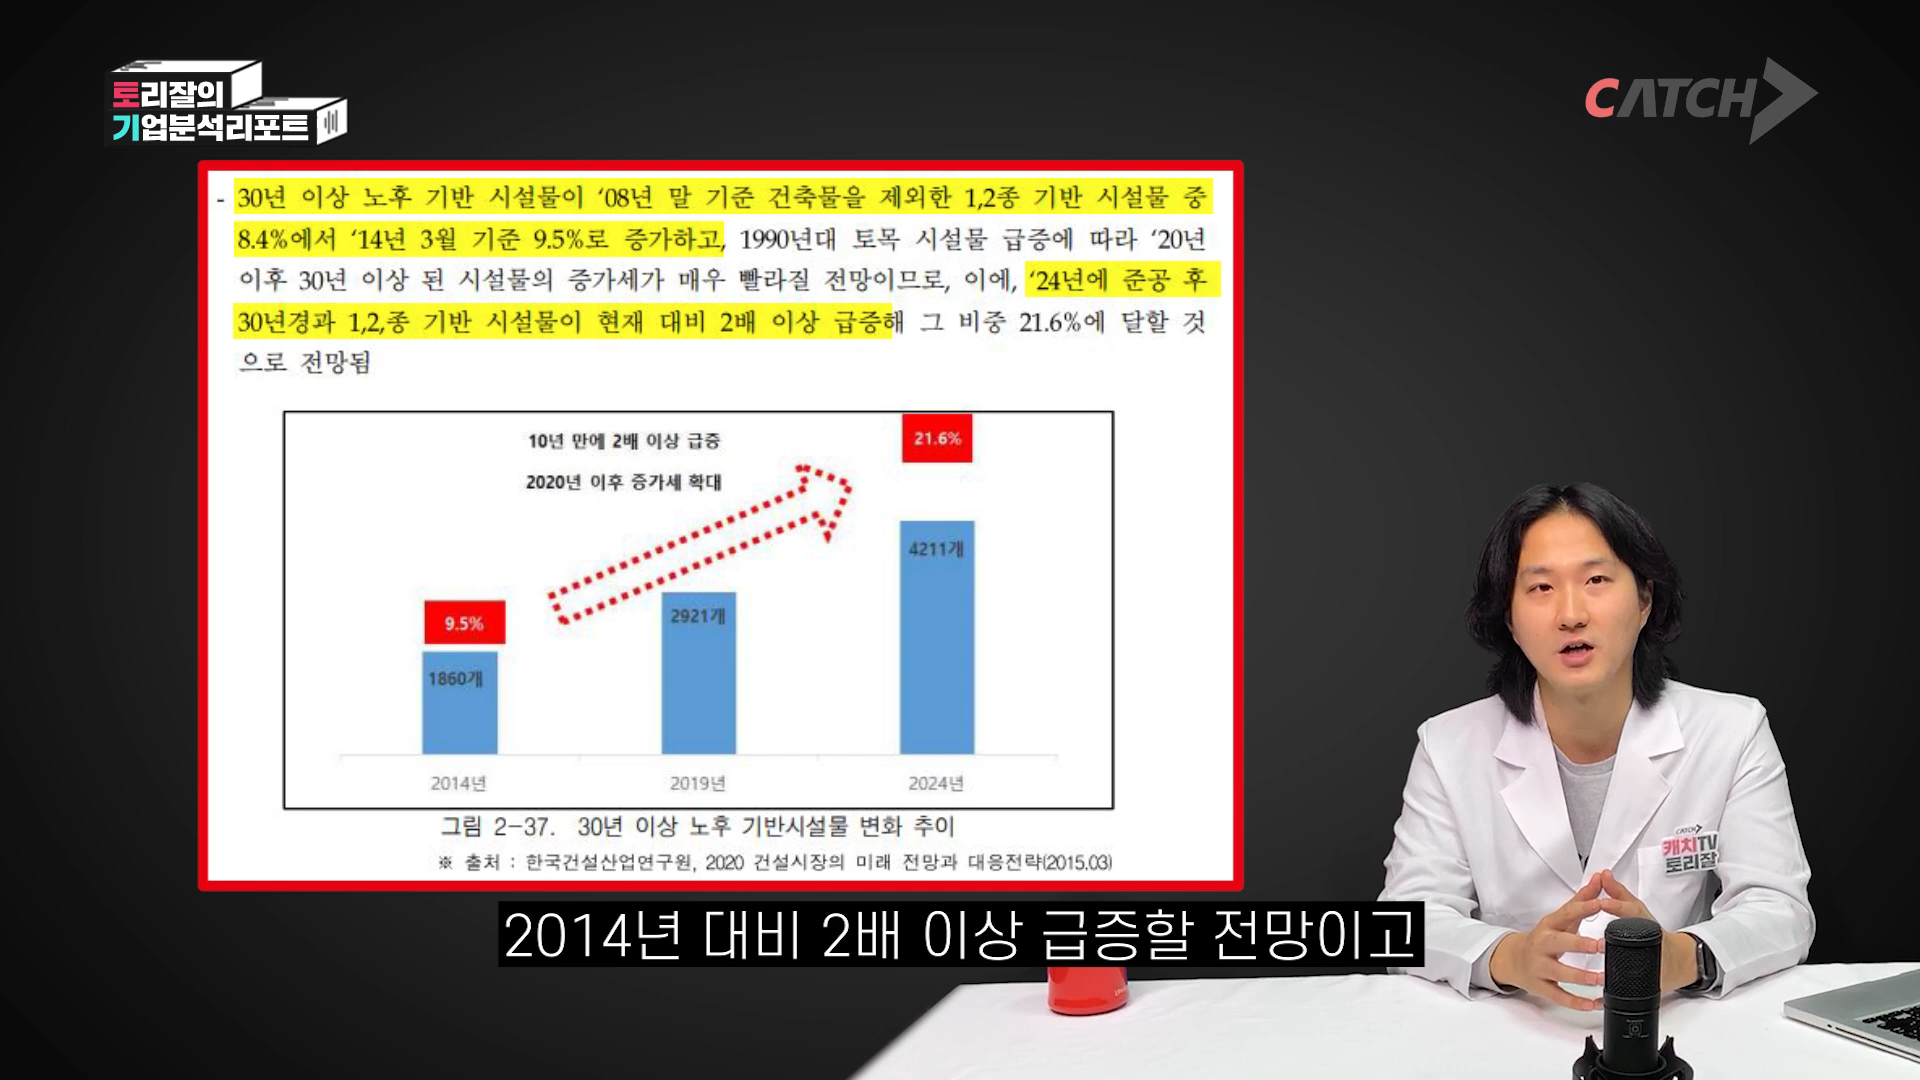 토리잘의
기업분석리포트
CATCH
- 30년 이상 노후 기반 시설물이 ‘08년 말 기준 건축물을 제외한 1,2종 기반 시설물 중
8.4%에서 ‘14년 3월 기준 9.5%로 증가하고, 1990년대 토목 시설물 급증에 따라 ‘20년
이후 30년 이상 된 시설물의 증가세가 매우 빨라질 전망이므로, 이에, ‘24년에 준공 후
30년경과 1,2,종 기반 시설물이 현재 대비 2배 이상 급증해 그 비중 21.6%에 달할 것
으로 전망됨
10년 만에 2배 이상 급증
2020년 이후 증가세 확대
21.6%
4211개
2921개
9.5%
1860개
2014년 2019년 2024년
그림 2-37. 30년 이상 노후 기반시설물 변화 추이
※ 출처 : 한국건설산업연구원, 2020 건설시장의 미래 전망과 대응전략(2015.03)
CATCH
캐치TV
토리잘
2014년 대비 2배 이상 급증할 전망이고